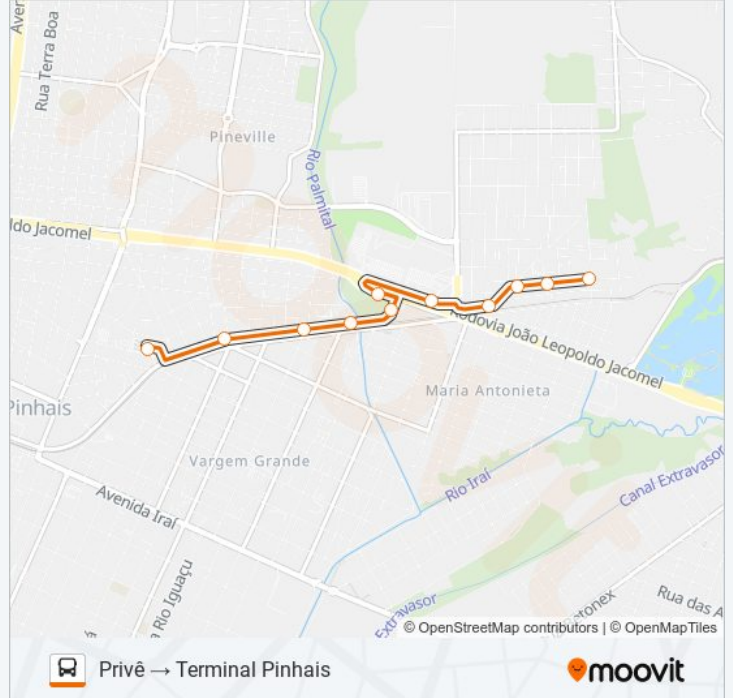 Aver
Rua Terra Boa
Pineville
Rio Palmital
ldo Jacomel
Rodovia João Leopoldo Jacomel
Pinhais
Maria Antonieta
Vargem Grande
Rio Iraí
Canal Extravasor
Avenida Iraí
a Rio Iguaçu
Extravasor
Rua das A
© OpenStreetMap contributors | © OpenMapTiles
Privê → Terminal Pinhais
moovit